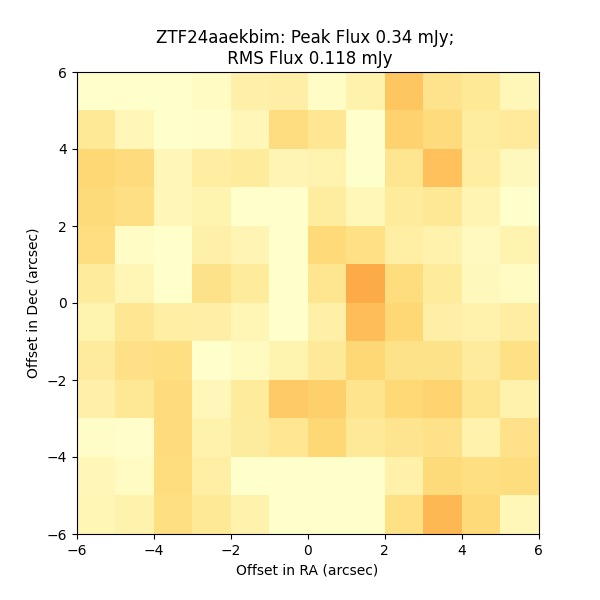 ZTF24aaekbim: Peak Flux 0.34 mJy;
RMS Flux 0.118 mJy
6
4
2
0
−2
−4
−6
Offset in Dec (arcsec)
−6 −4 −2 0 2 4 6
Offset in RA (arcsec)